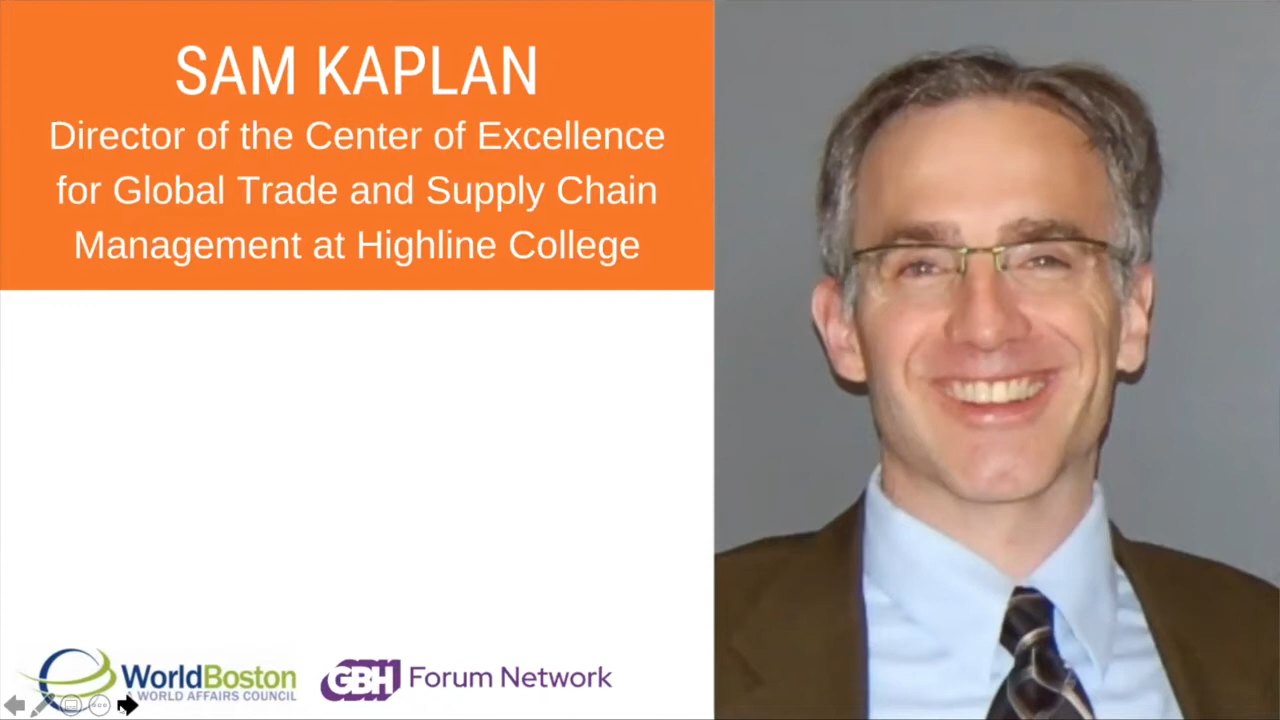 SAM KAPLAN
Director of the Center of Excellence
for Global Trade and Supply Chain
Management at Highline College
WorldBoston
A WORLD AFFAIRS COUNCIL
GBH Forum Network